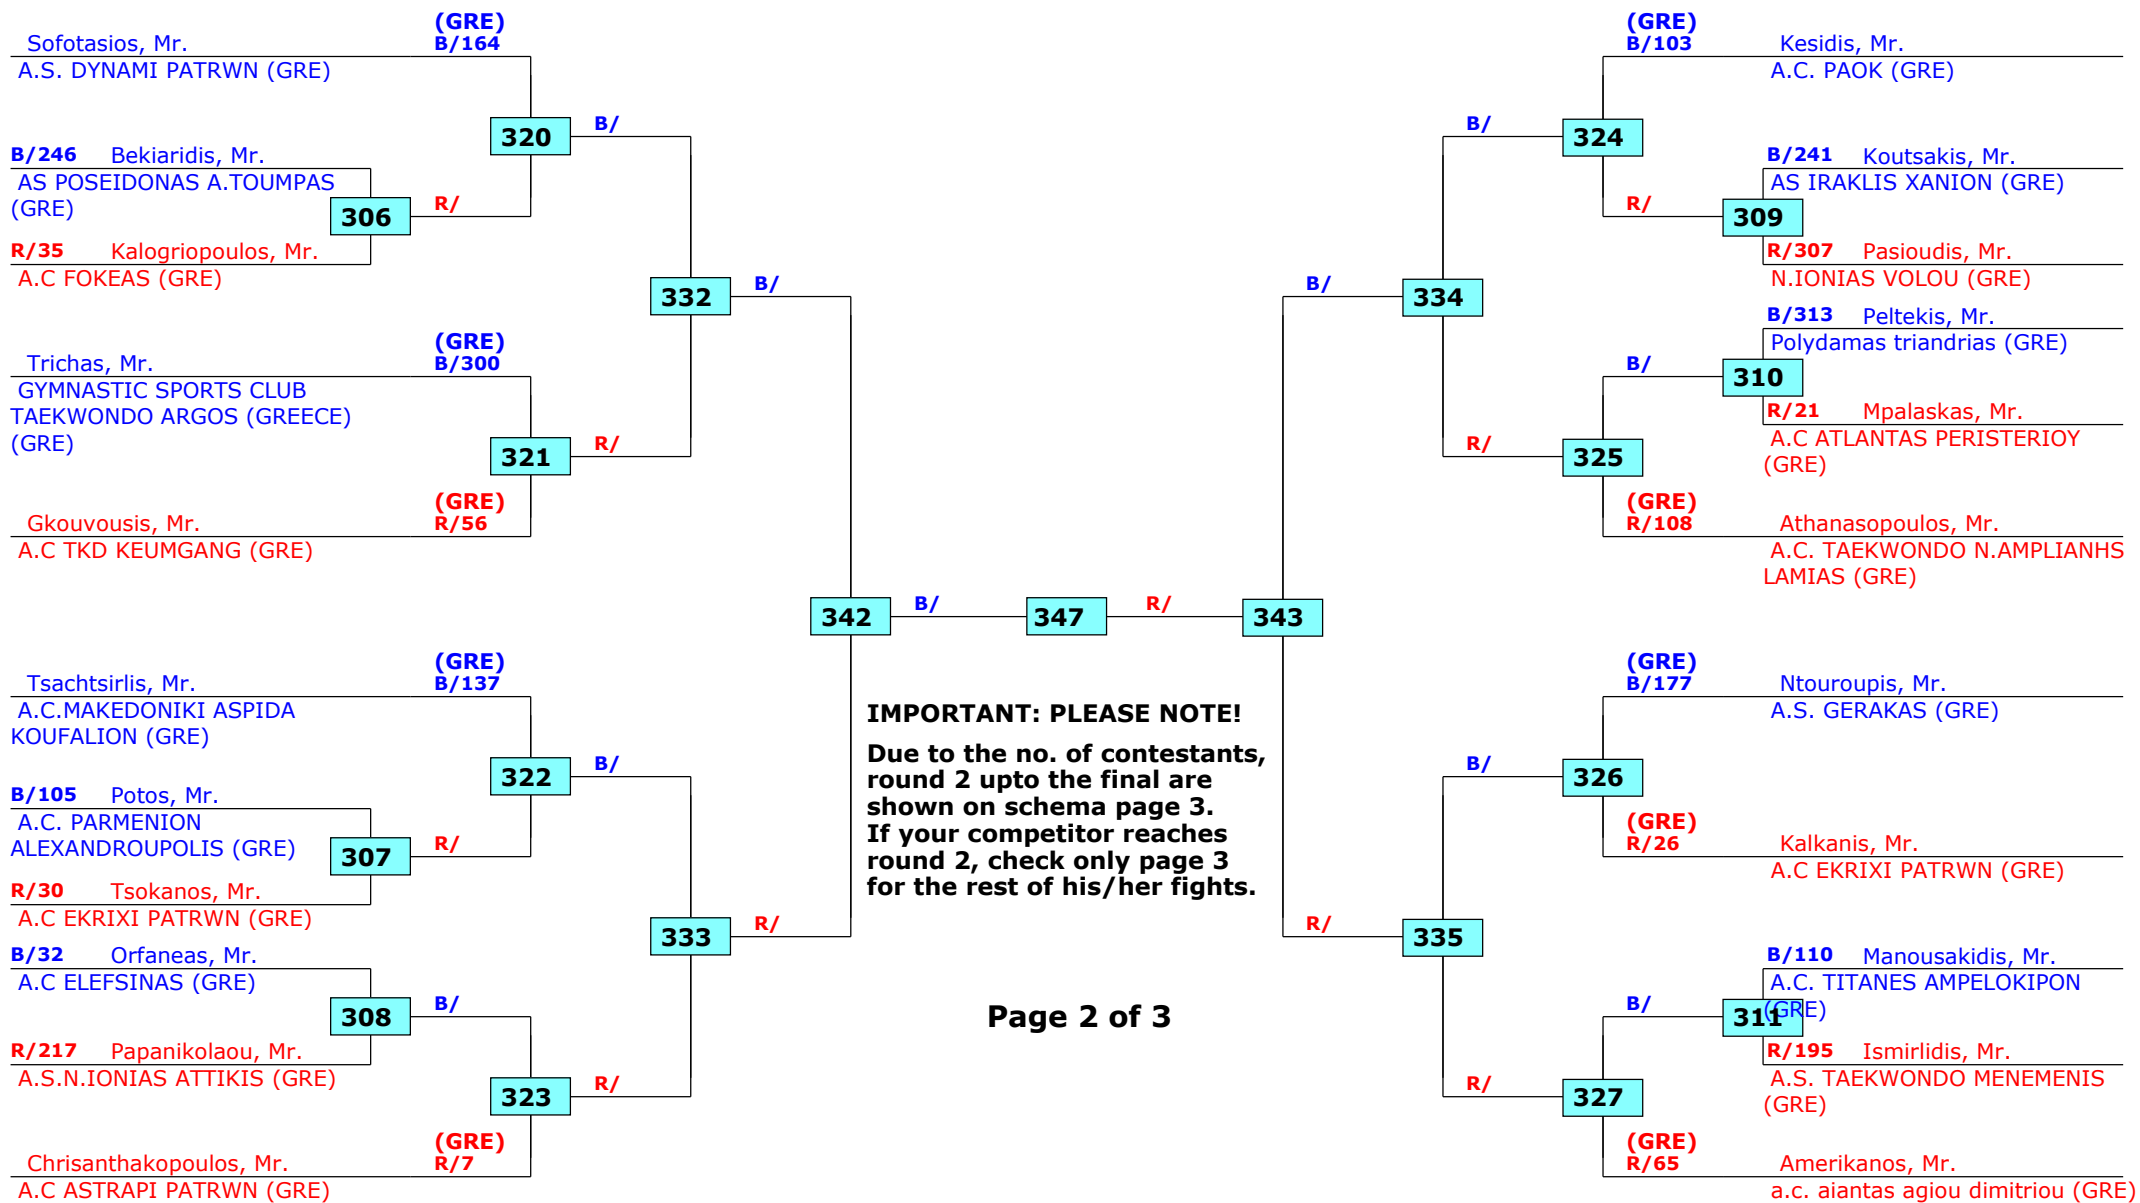 (GRE)
Sofotasios, Mr. B/164
A.S. DYNAMI PATRWN (GRE)
320 B/
B/246 Bekiaridis, Mr.
AS POSEIDONAS A.TOUMPAS
(GRE)
306 R/
R/35 Kalogriopoulos, Mr.
A.C FOKEAS (GRE)
332 B/
(GRE)
Trichas, Mr. B/300
GYMNASTIC SPORTS CLUB
TAEKWONDO ARGOS (GREECE)
(GRE)
321 R/
(GRE)
Gkouvousis, Mr. R/56
A.C TKD KEUMGANG (GRE)
342 B/ 347 R/ 343
(GRE)
Tsachtsirlis, Mr. B/137
A.C.MAKEDONIKI ASPIDA
KOUFALION (GRE)
322 B/
B/105 Potos, Mr.
A.C. PARMENION
ALEXANDROUPOLIS (GRE)
307 R/
R/30 Tsokanos, Mr.
A.C EKRIXI PATRWN (GRE)
333 R/
B/32 Orfaneas, Mr.
A.C ELEFSINAS (GRE)
308 B/
R/217 Papanikolaou, Mr.
A.S.N.IONIAS ATTIKIS (GRE)
323 R/
(GRE)
Chrisanthakopoulos, Mr. R/7
A.C ASTRAPI PATRWN (GRE)
IMPORTANT: PLEASE NOTE!
Due to the no. of contestants,
round 2 upto the final are
shown on schema page 3.
If your competitor reaches
round 2, check only page 3
for the rest of his/her fights.
Page 2 of 3
(GRE)
B/103 Kesidis, Mr.
A.C. PAOK (GRE)
B/ 324
B/241 Koutsakis, Mr.
AS IRAKLIS XANION (GRE)
R/ 309
R/307 Pasioudis, Mr.
N.IONIAS VOLOU (GRE)
B/ 334
B/313 Peltekis, Mr.
Polydamas triandrias (GRE)
B/ 310
R/21 Mpalaskas, Mr.
A.C ATLANTAS PERISTERIOY
(GRE)
R/ 325
(GRE)
R/108 Athanasopoulos, Mr.
A.C. TAEKWONDO N.AMPLIANHS
LAMIAS (GRE)
(GRE)
B/177 Ntouroupis, Mr.
A.S. GERAKAS (GRE)
B/ 326
(GRE)
R/26 Kalkanis, Mr.
A.C EKRIXI PATRWN (GRE)
R/ 335
B/110 Manousakidis, Mr.
A.C. TITANES AMPELOKIPON
(GRE)
B/ 311
R/195 Ismirlidis, Mr.
A.S. TAEKWONDO MENEMENIS
(GRE)
R/ 327
(GRE)
R/65 Amerikanos, Mr.
a.c. aiantas agiou dimitriou (GRE)